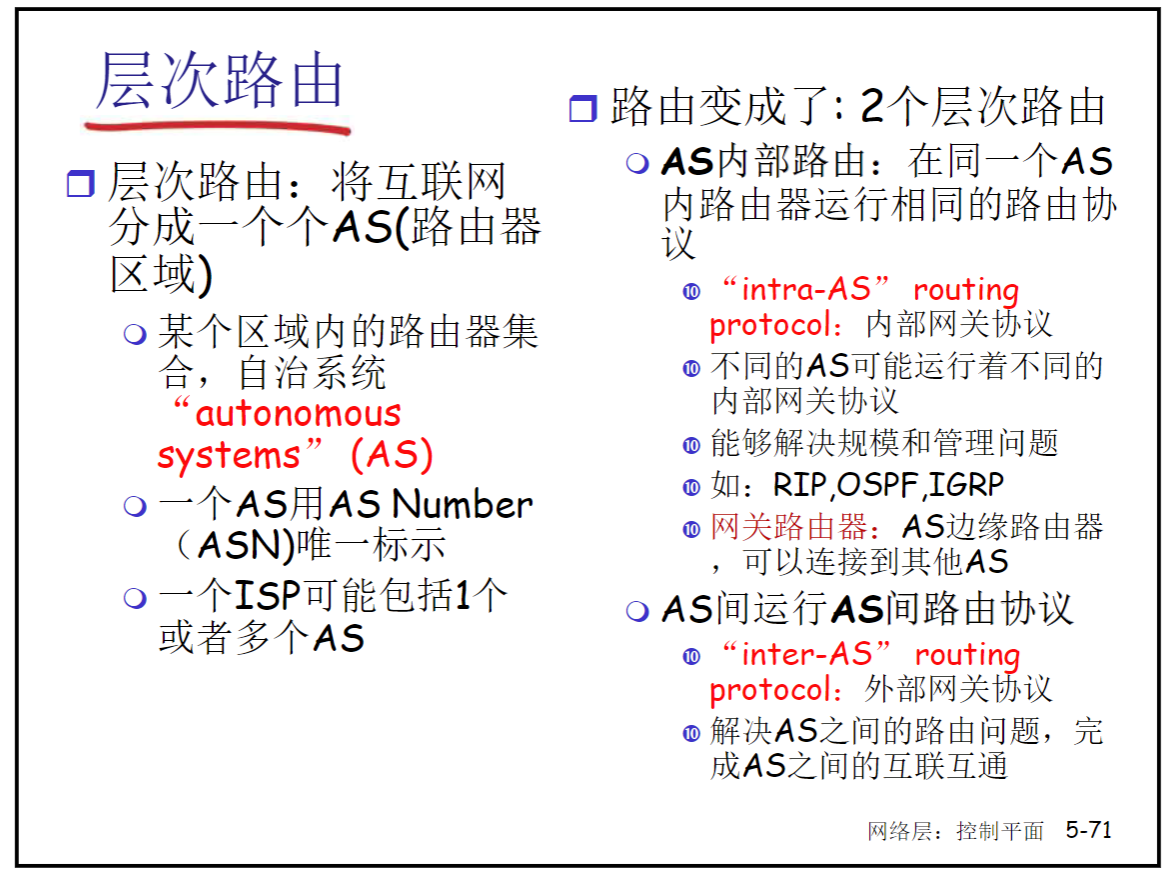 层次路由
层次路由：将互联网
分成一个个AS(路由器
区域)
某个区域内的路由器集
合，自治系统
“autonomous
systems” (AS)
一个AS用AS Number
（ASN)唯一标示
一个ISP可能包括1个
或者多个AS
路由变成了: 2个层次路由
AS内部路由：在同一个AS
内路由器运行相同的路由协
议
⑩ “intra-AS” routing
protocol：内部网关协议
⑩ 不同的AS可能运行着不同的
内部网关协议
⑩ 能够解决规模和管理问题
⑩ 如：RIP,OSPF,IGRP
⑩ 网关路由器：AS边缘路由器
，可以连接到其他AS
AS间运行AS间路由协议
⑩ “inter-AS” routing
protocol：外部网关协议
⑩ 解决AS之间的路由问题，完
成AS之间的互联互通
网络层：控制平面 5-71